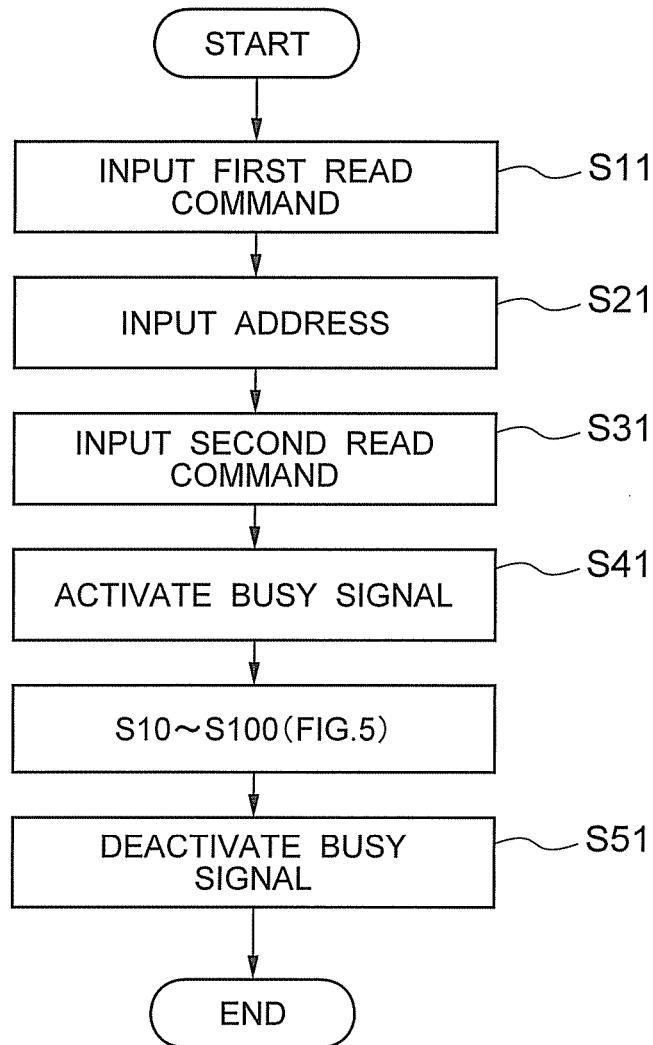 START
INPUT FIRST READ
COMMAND
S11
INPUT ADDRESS
S21
INPUT SECOND READ
COMMAND
S31
ACTIVATE BUSY SIGNAL
S41
S10～S100(FIG.5)
DEACTIVATE BUSY
SIGNAL
S51
END